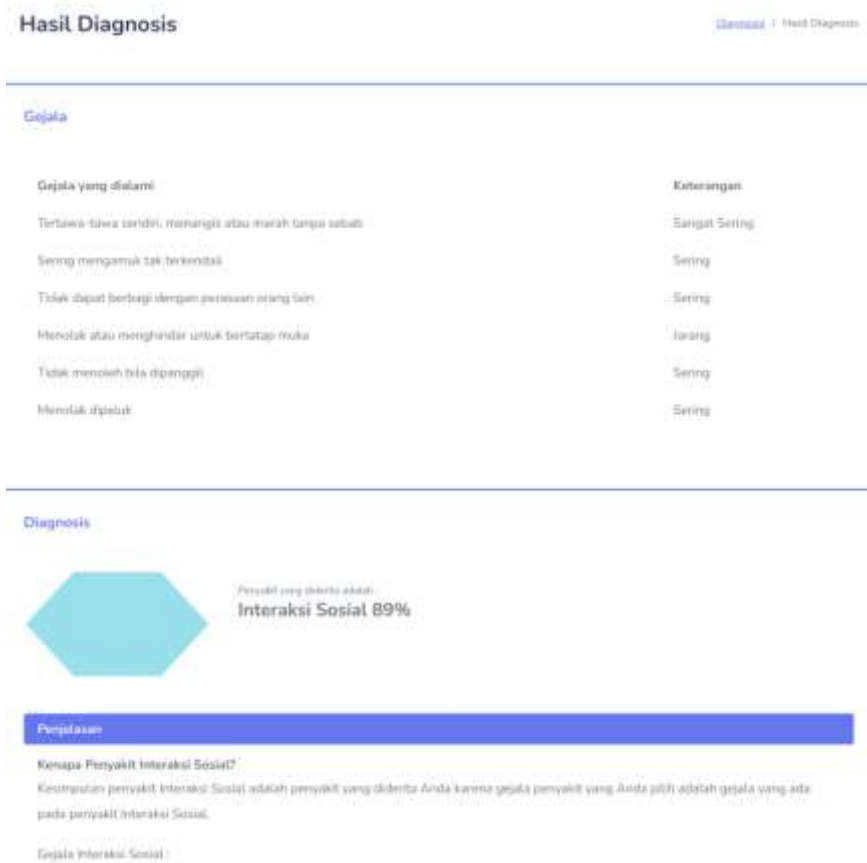 Hasil Diagnosis
Diagnosis / Hasil Diagnosis
Gejala
Gejala yang dialami Keterangan
Tertawa-tawa sendiri, menangis atau marah tanpa sebab Sangat Sering
Sering mengamuk tak terkendali Sering
Tidak dapat berbagi dengan perasaan orang lain Sering
Menolak atau menghindar untuk bertatap muka Jarang
Tidak menoleh bila dipanggil Sering
Menolak dipeluk Sering
Diagnosis
Penyakit yang diderita adalah :
Interaksi Sosial 89%
Penjelasan
Kenapa Penyakit Interaksi Sosial?
Kesimpulan penyakit Interaksi Sosial adalah penyakit yang diderita Anda karena gejala penyakit yang Anda pilih adalah gejala yang ada
pada penyakit Interaksi Sosial.
Gejala Interaksi Sosial :